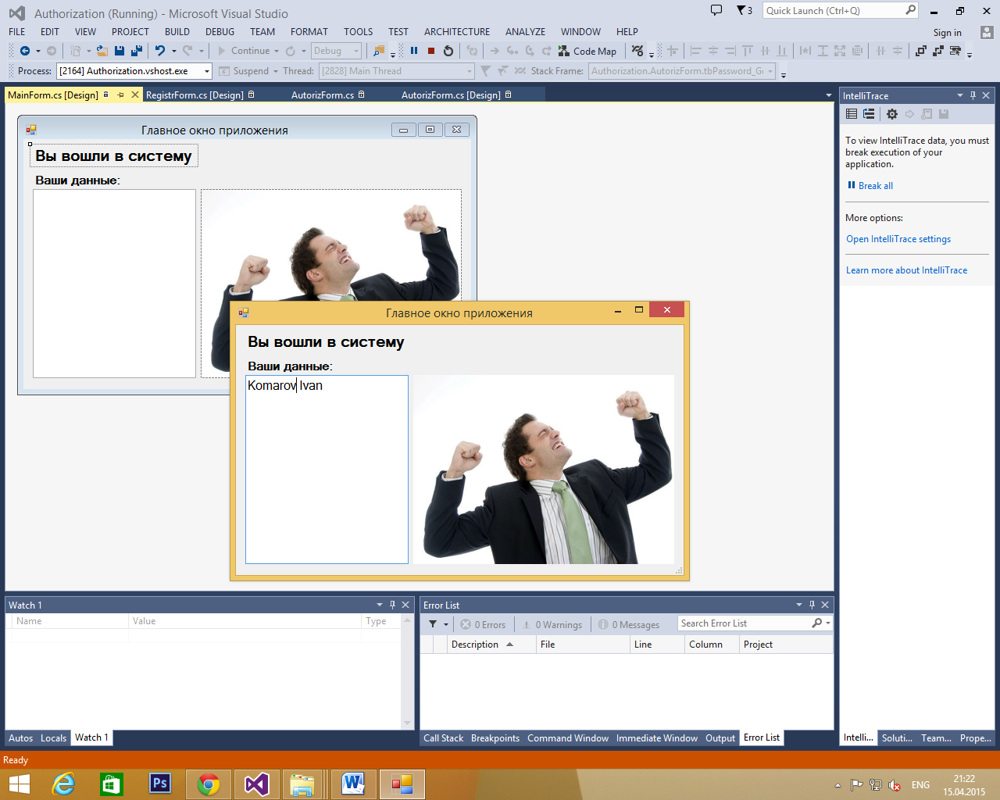 Authorization (Running) - Microsoft Visual Studio
3
Quick Launch (Ctrl+Q)
FILE EDIT VIEW PROJECT BUILD DEBUG TEAM FORMAT TOOLS TEST ARCHITECTURE ANALYZE WINDOW HELP
Sign in
Continue Debug Code Map
Process: [2164] Authorization.vshost.exe Suspend Thread: [2828] Main Thread Stack Frame: Authorization.AutorizForm.tbPassword_G
MainForm.cs [Design] RegistrForm.cs [Design] AutorizForm.cs AutorizForm.cs [Design]
IntelliTrace
To view IntelliTrace data, you must
break execution of your
application.
Break all
More options:
Open IntelliTrace settings
Learn more about IntelliTrace
Главное окно приложения
Вы вошли в систему
Ваши данные:
Главное окно приложения
Вы вошли в систему
Ваши данные:
Komarov Ivan
Watch 1
Name Value Type
Autos Locals Watch 1
Error List
0 Errors 0 Warnings 0 Messages Search Error List
Description File Line Column Project
Call Stack Breakpoints Command Window Immediate Window Output Error List
Intelli... Soluti... Team... Prope...
Ready
Ps
ENG
21:22
15.04.2015